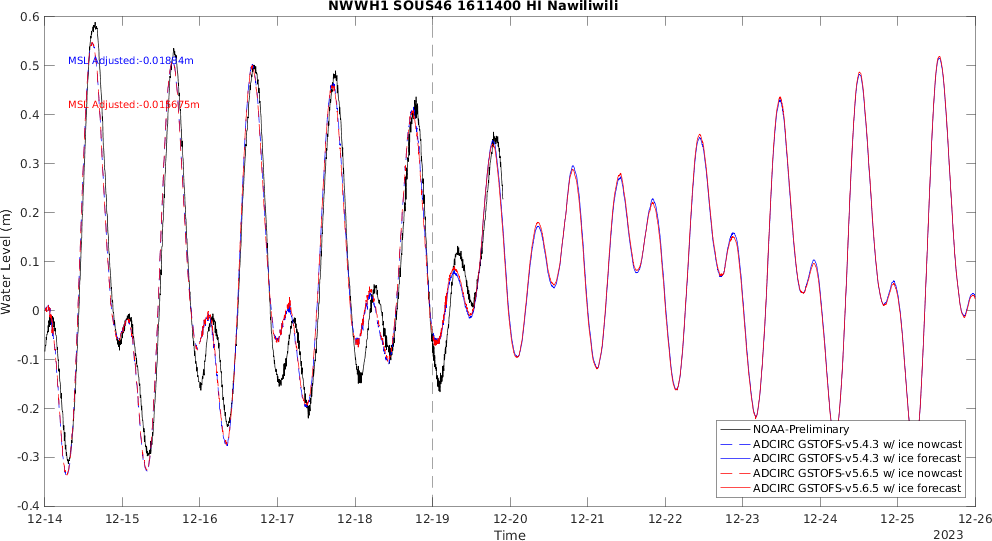 NWWH1 SOUS46 1611400 HI Nawiliwili
0.6
0.5
0.4
0.3
0.2
0.1
0
-0.1
-0.2
-0.3
-0.4
Water Level (m)
MSL Adjusted:-0.01884m
MSL Adjusted:-0.015675m
NOAA-Preliminary
ADCIRC GSTOFS-v5.4.3 w/ ice nowcast
ADCIRC GSTOFS-v5.4.3 w/ ice forecast
ADCIRC GSTOFS-v5.6.5 w/ ice nowcast
ADCIRC GSTOFS-v5.6.5 w/ ice forecast
12-14 12-15 12-16 12-17 12-18 12-19 12-20 12-21 12-22 12-23 12-24 12-25 12-26
Time
2023